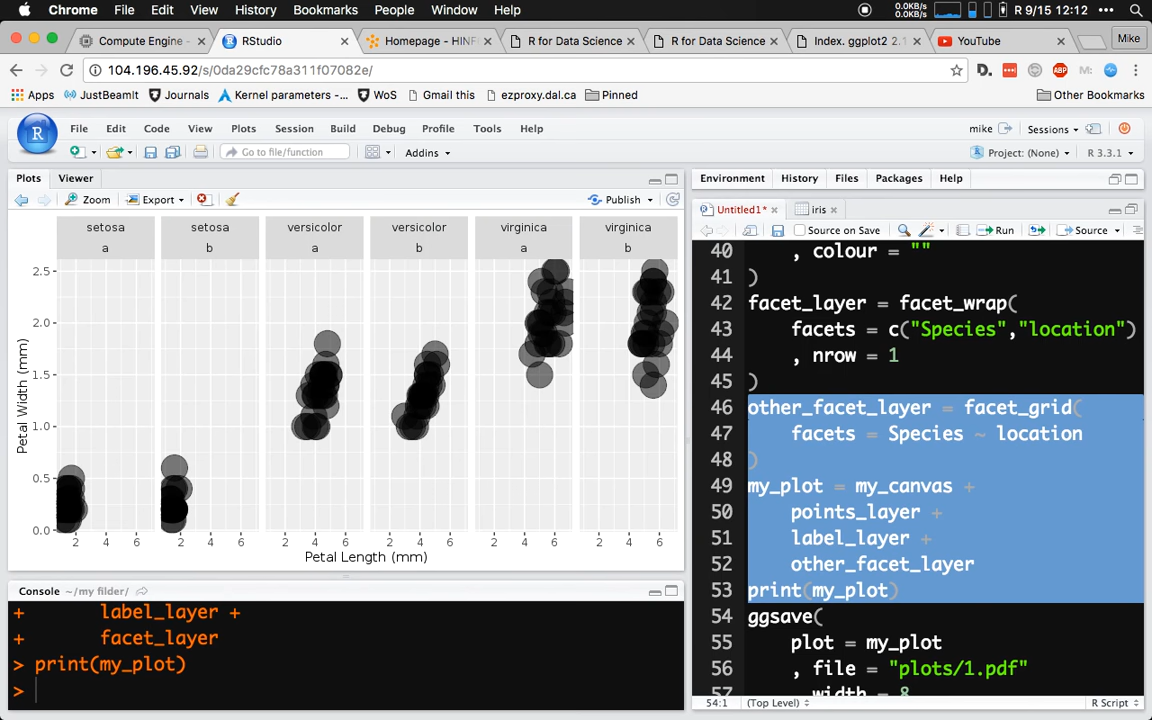 Chrome File Edit View History Bookmarks People Window Help 0.0KB/s 0.0KB/s R 9/15 12:12
Compute Engine - RStudio Homepage - HINF R for Data Science R for Data Science Index. ggplot2 2.1 YouTube Mike
104.196.45.92/s/0da29cfc78a311f07082e/ D. ABP M:
Apps JustBeamIt Journals Kernel parameters -... WoS Gmail this ezproxy.dal.ca Pinned Other Bookmarks
R File Edit Code View Plots Session Build Debug Profile Tools Help mike Sessions
Go to file/function Addins Project: (None) R 3.3.1
Plots Viewer
Zoom Export Publish
setosa setosa versicolor versicolor virginica virginica
a b a b a b
2.5
2.0
1.5
1.0
0.5
0.0
Petal Width (mm)
2 4 6 2 4 6 2 4 6 2 4 6 2 4 6 2 4 6
Petal Length (mm)
Console ~/my filder/
+ label_layer +
+ facet_layer
> print(my_plot)
>
Environment History Files Packages Help
Untitled1* iris
Source on Save Run Source
40 , colour = ""
41 )
42 facet_layer = facet_wrap(
43 facets = c("Species","location")
44 , nrow = 1
45 )
46 other_facet_layer = facet_grid(
47 facets = Species ~ location
48 )
49 my_plot = my_canvas +
50 points_layer +
51 label_layer +
52 other_facet_layer
53 print(my_plot)
54 ggsave(
55 plot = my_plot
56 , file = "plots/1.pdf"
57 , width = 8
54:1 (Top Level) R Script